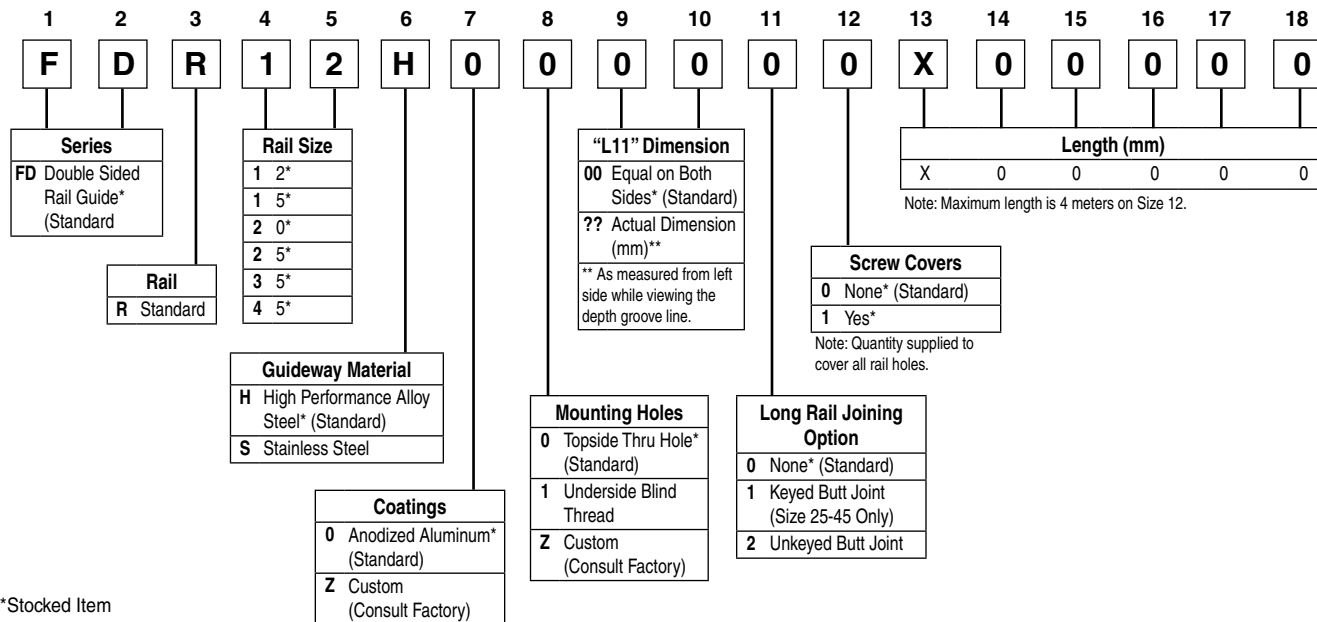 1 2 3 4 5 6 7 8 9 10 11 12 13 14 15 16 17 18
F D R 1 2 H 0 0 0 0 0 0 X 0 0 0 0 0
Series
FD Double Sided
Rail Guide*
(Standard
Rail
R Standard
Rail Size
1 2*
1 5*
2 0*
2 5*
3 5*
4 5*
Guideway Material
H High Performance Alloy
Steel* (Standard)
S Stainless Steel
Coatings
0 Anodized Aluminum*
(Standard)
Z Custom
(Consult Factory)
Mounting Holes
0 Topside Thru Hole*
(Standard)
1 Underside Blind
Thread
Z Custom
(Consult Factory)
"L11" Dimension
00 Equal on Both
Sides* (Standard)
?? Actual Dimension
(mm)**
** As measured from left
side while viewing the
depth groove line.
Long Rail Joining
Option
0 None* (Standard)
1 Keyed Butt Joint
(Size 25-45 Only)
2 Unkeyed Butt Joint
Screw Covers
0 None* (Standard)
1 Yes*
Note: Quantity supplied to
cover all rail holes.
Length (mm)
X 0 0 0 0 0
Note: Maximum length is 4 meters on Size 12.
*Stocked Item